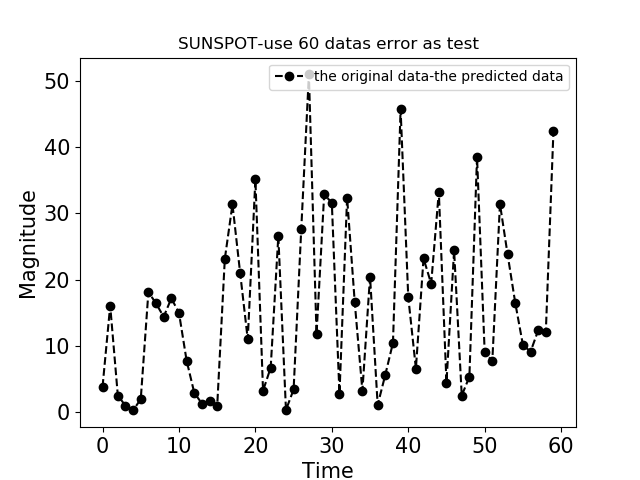 SUNSPOT-use 60 datas error as test
the original data-the predicted data
50
40
30
20
10
0
Magnitude
0 10 20 30 40 50 60
Time